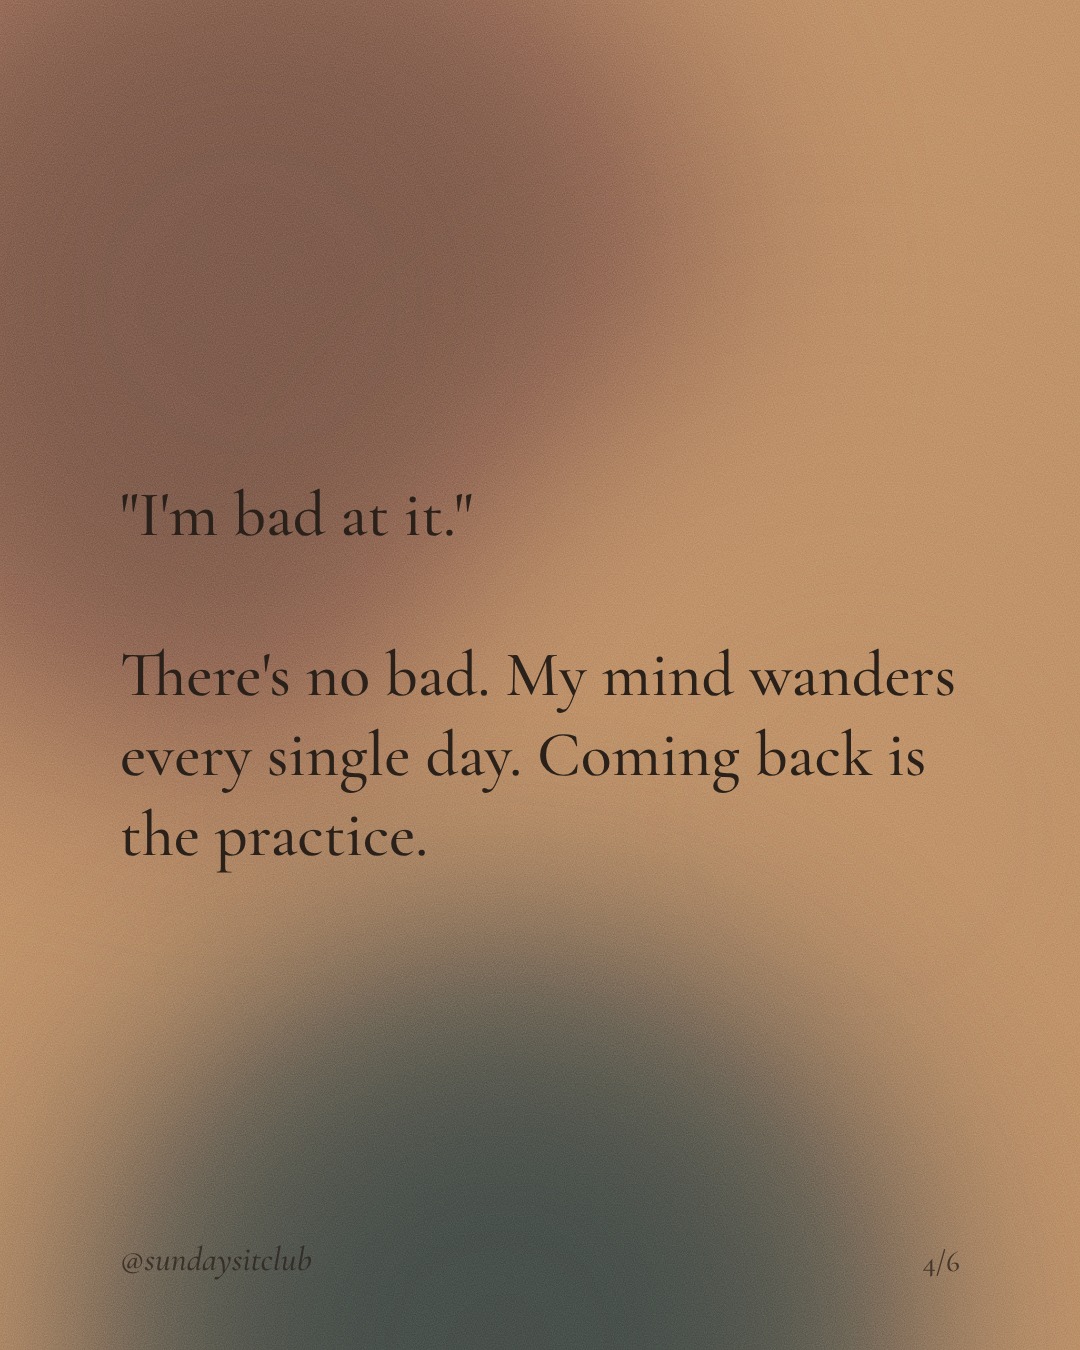 "I'm bad at it."
There's no bad. My mind wanders
every single day. Coming back is
the practice.
@sundaysitclub
4/6